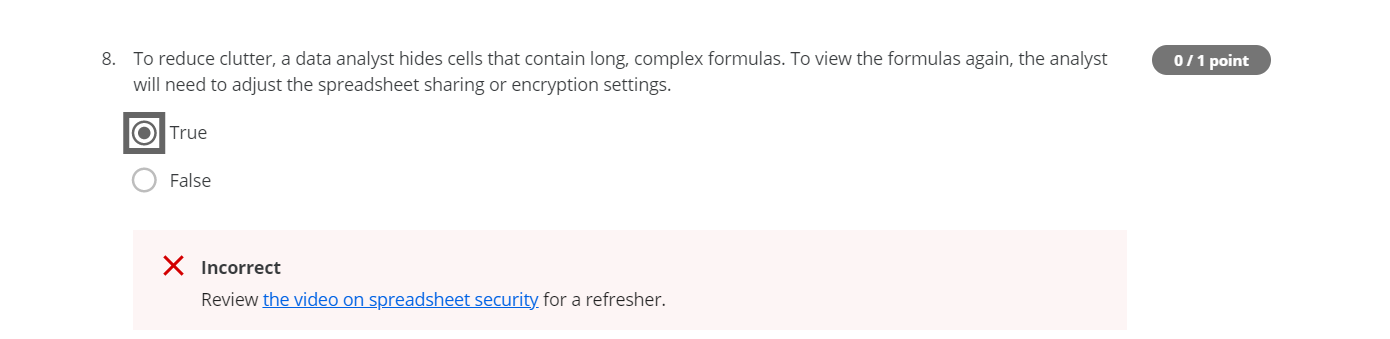 8. To reduce clutter, a data analyst hides cells that contain long, complex formulas. To view the formulas again, the analyst
will need to adjust the spreadsheet sharing or encryption settings.
0 / 1 point
True
False
Incorrect
Review the video on spreadsheet security for a refresher.